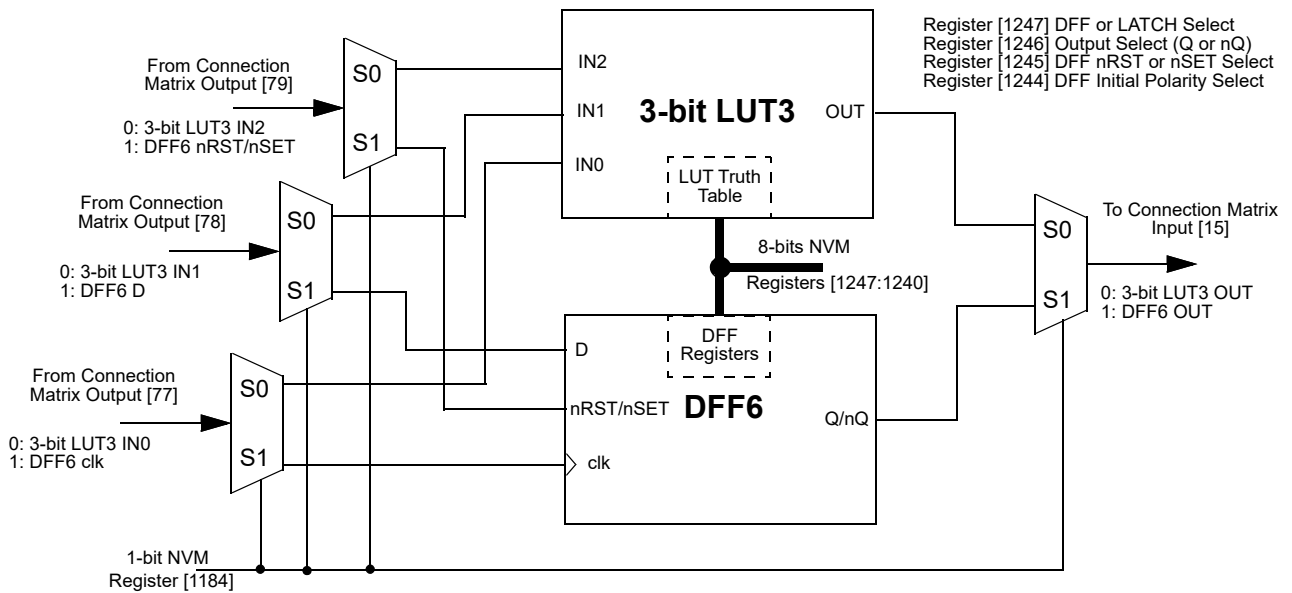 Register [1247] DFF or LATCH Select
Register [1246] Output Select (Q or nQ)
Register [1245] DFF nRST or nSET Select
Register [1244] DFF Initial Polarity Select
From Connection
Matrix Output [79]
0: 3-bit LUT3 IN2
1: DFF6 nRST/nSET
S0
S1
IN2
IN1
IN0
3-bit LUT3
OUT
LUT Truth
Table
From Connection
Matrix Output [78]
0: 3-bit LUT3 IN1
1: DFF6 D
S0
S1
8-bits NVM
Registers [1247:1240]
S0
S1
To Connection Matrix
Input [15]
0: 3-bit LUT3 OUT
1: DFF6 OUT
From Connection
Matrix Output [77]
0: 3-bit LUT3 IN0
1: DFF6 clk
S0
S1
D
nRST/nSET
clk
DFF
Registers
DFF6
Q/nQ
1-bit NVM
Register [1184]